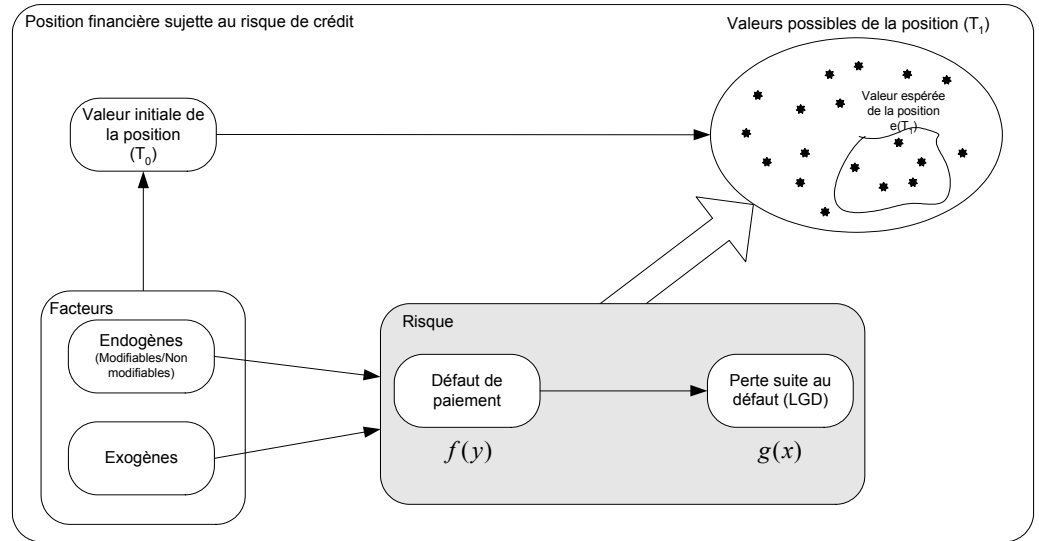 Position financière sujette au risque de crédit
Valeurs possibles de la position (T₁)
Valeur initiale de
la position
(T₀)
Valeur espérée
de la position
e(T₁)
Facteurs
Endogènes
(Modifiables/Non
modifiables)
Exogènes
Risque
Défaut de
paiement
Perte suite au
défaut (LGD)
f(y)
g(x)